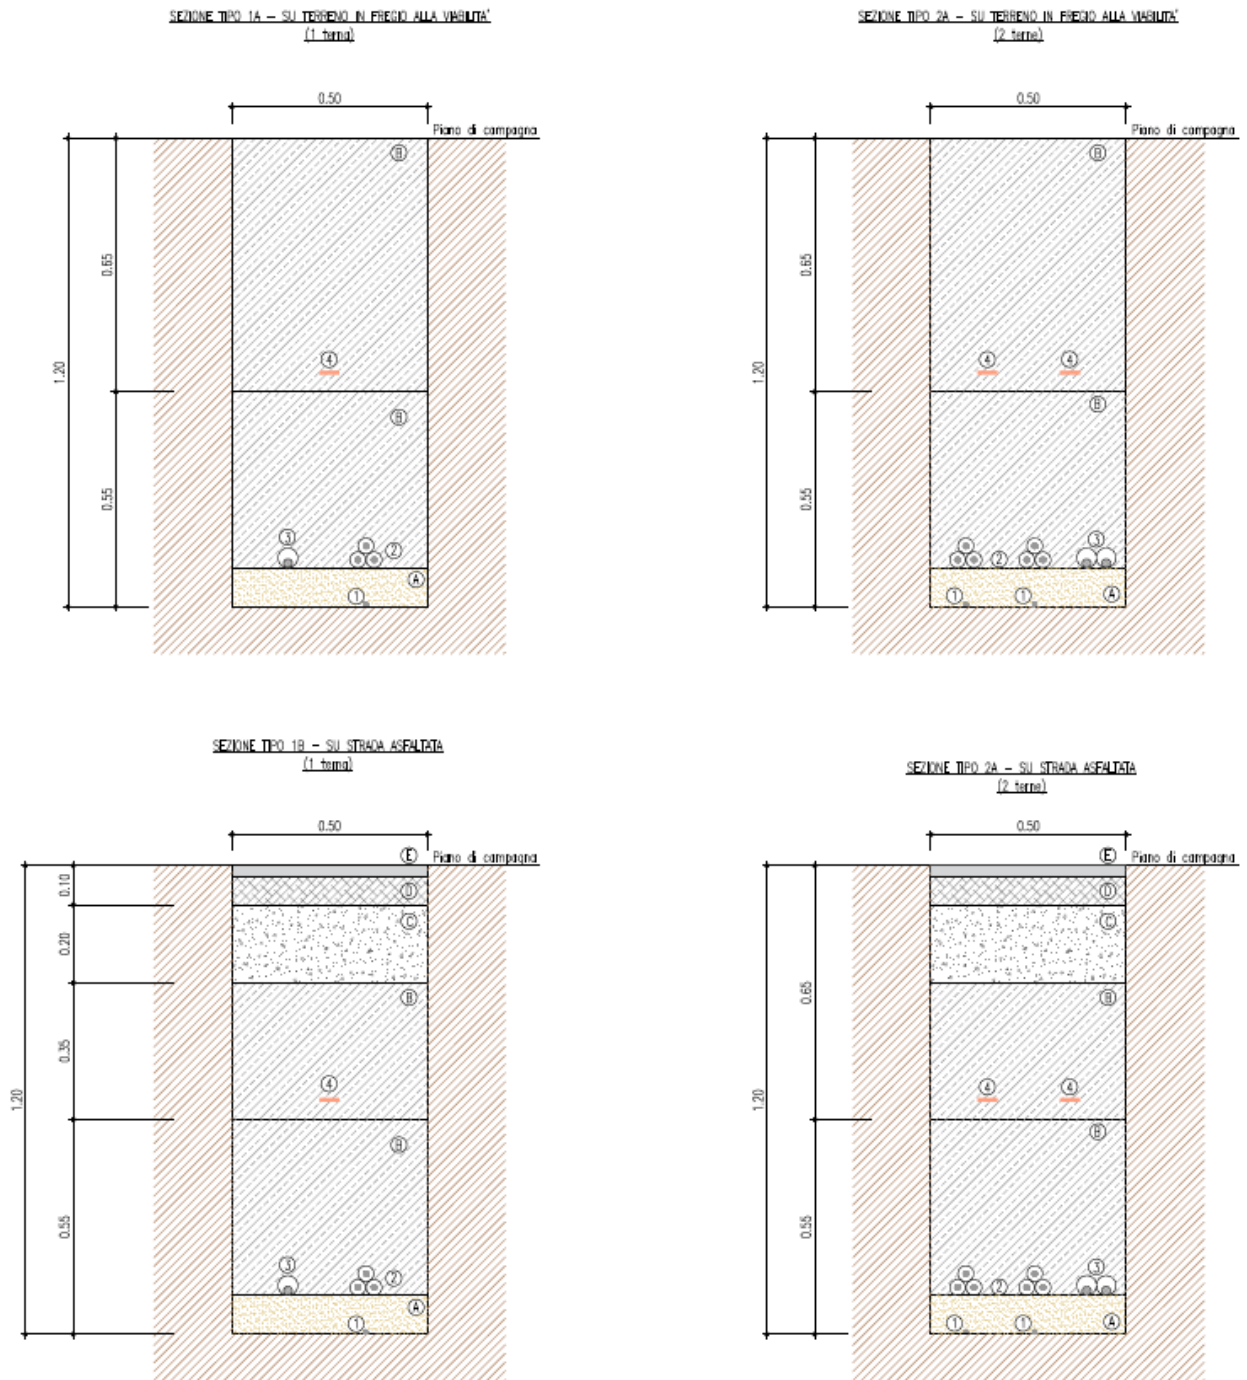 SEZIONE TIPO 1A – SU TERRENO IN FREGIO ALLA VIABILITA'
(1 terna)
0.50
Piano di campagna
B
0.65
1.20
4
B
0.55
3
2
A
1
SEZIONE TIPO 2A – SU TERRENO IN FREGIO ALLA VIABILITA'
(2 terne)
0.50
Piano di campagna
B
0.65
1.20
4
4
B
0.55
2
3
1
1
A
SEZIONE TIPO 1B – SU STRADA ASFALTATA
(1 terna)
0.50
E
Piano di campagna
0.10
D
C
0.20
B
0.35
4
1.20
B
0.55
3
2
A
1
SEZIONE TIPO 2A – SU STRADA ASFALTATA
(2 terne)
0.50
E
Piano di campagna
D
C
0.65
B
4
4
1.20
B
0.55
2
3
1
1
A